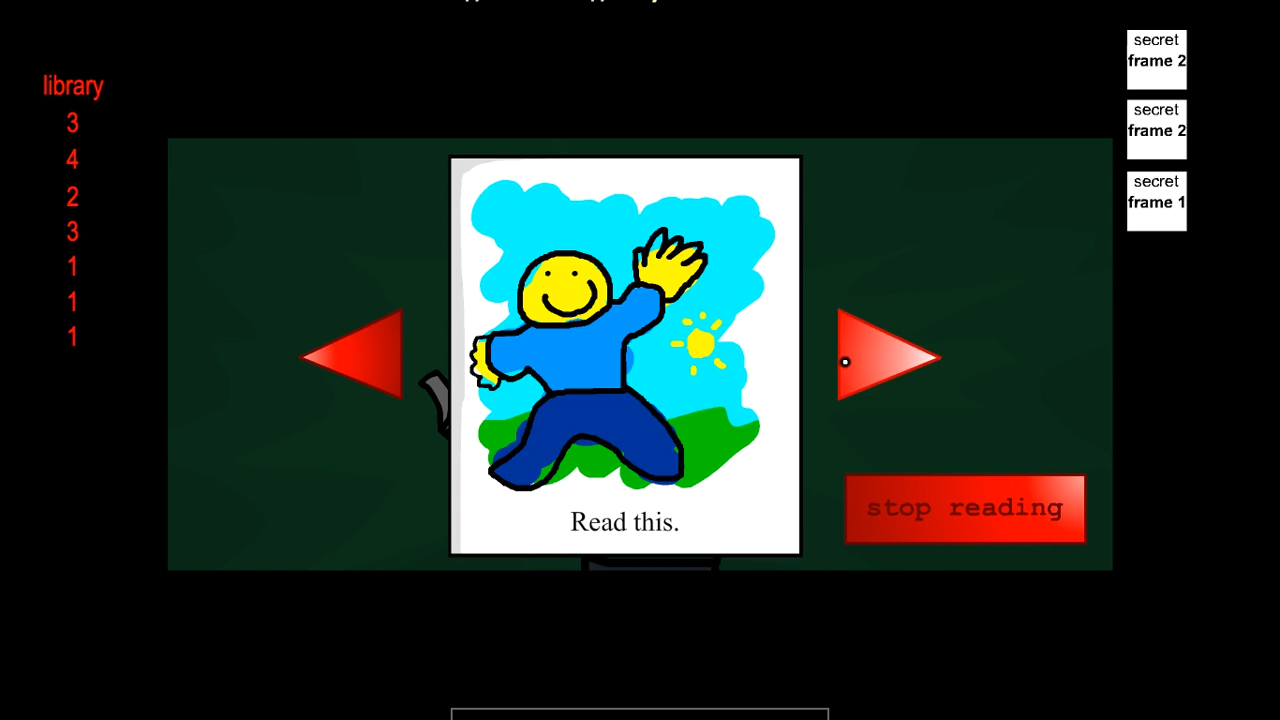 library
3
4
2
3
1
1
1
Read this.
stop reading
secret
frame 2
secret
frame 2
secret
frame 1